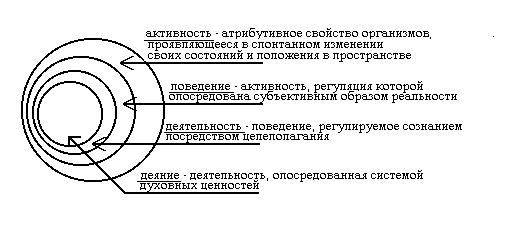 активность - атрибутивное свойство организмов,
проявляющееся в спонтанном изменении
своих состояний и положения в пространстве
поведение - активность, регуляция которой
опосредована субъективным образом реальности
деятельность - поведение, регулируемое сознанием
посредством целеполагания
деяние - деятельность, опосредованная системой
духовных ценностей